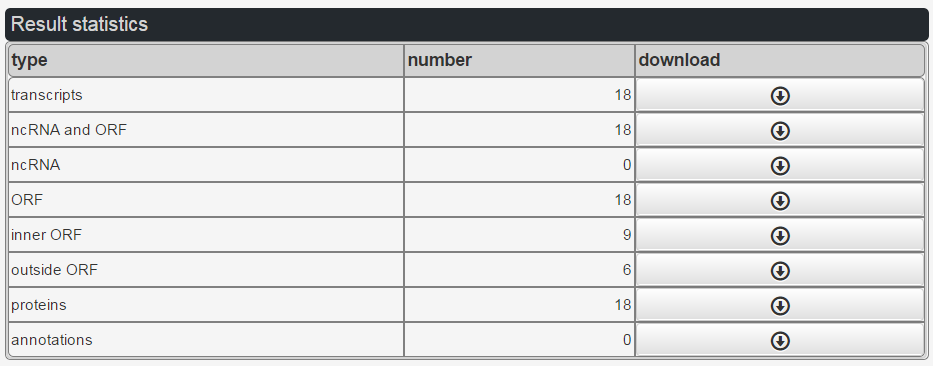 Result statistics
type number download
transcripts 18
ncRNA and ORF 18
ncRNA 0
ORF 18
inner ORF 9
outside ORF 6
proteins 18
annotations 0